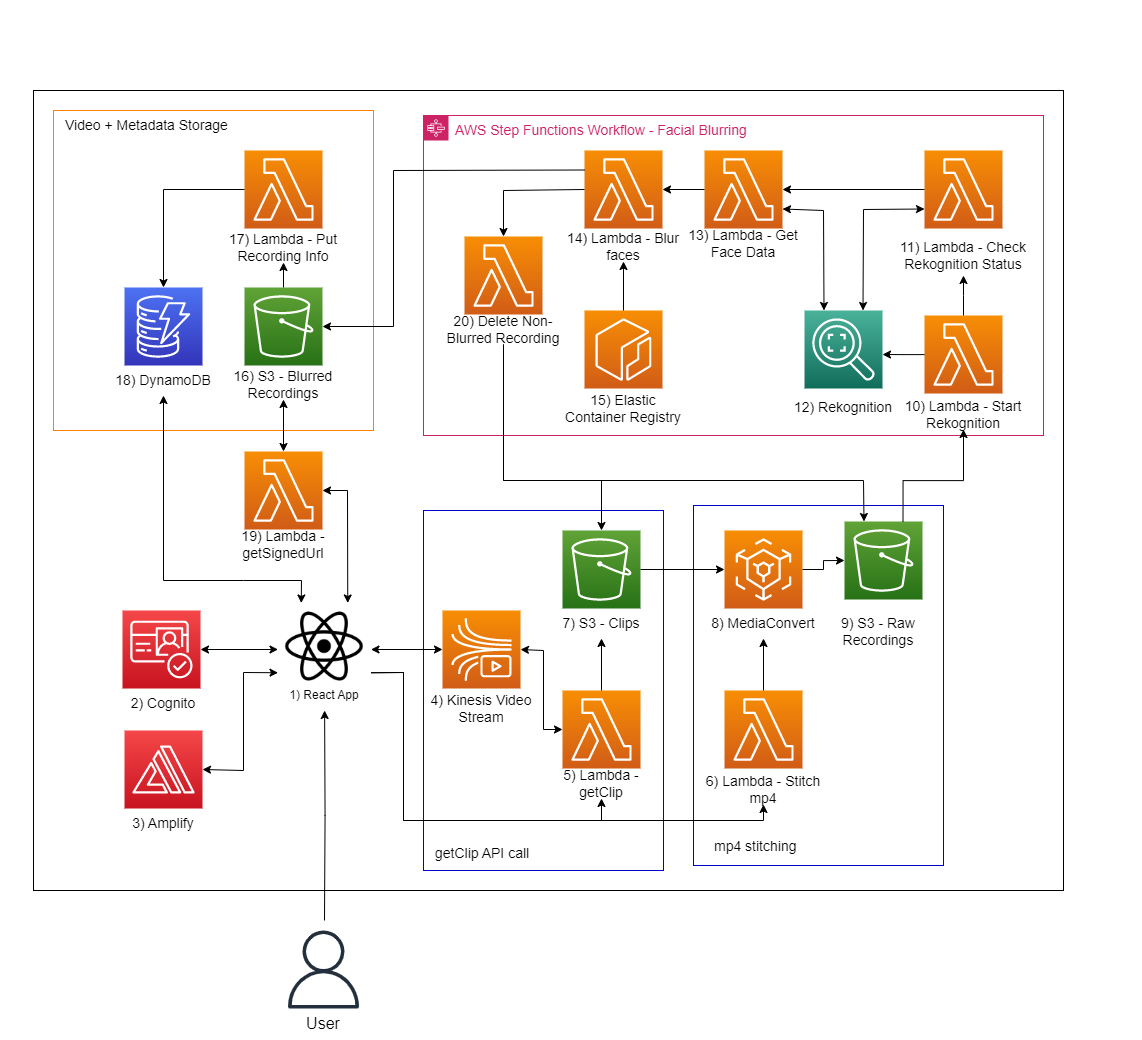 Video + Metadata Storage
17) Lambda - Put
Recording Info
18) DynamoDB
16) S3 - Blurred
Recordings
AWS Step Functions Workflow - Facial Blurring
14) Lambda - Blur
faces
13) Lambda - Get
Face Data
11) Lambda - Check
Rekognition Status
20) Delete Non-
Blurred Recording
15) Elastic
Container Registry
12) Rekognition
10) Lambda - Start
Rekognition
19) Lambda -
getSignedUrl
2) Cognito
1) React App
3) Amplify
4) Kinesis Video
Stream
7) S3 - Clips
5) Lambda -
getClip
getClip API call
8) MediaConvert
9) S3 - Raw
Recordings
6) Lambda - Stitch
mp4
mp4 stitching
User